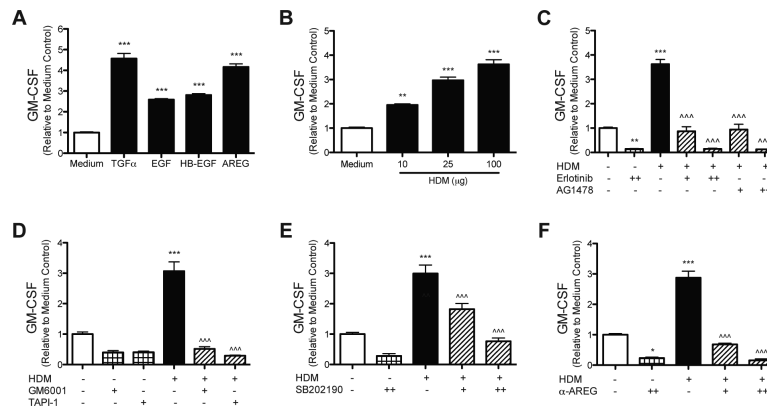 A
GM-CSF
(Relative to Medium Control)
6
5
4
3
2
1
0
***
***
***
***
Medium TGFα EGF HB-EGF AREG
B
GM-CSF
(Relative to Medium Control)
5
4
3
2
1
0
**
***
***
Medium 10 25 100
HDM (μg)
C
GM-CSF
(Relative to Medium Control)
5
4
3
2
1
0
**
***
^^^
^^^
^^^
^^
HDM - - + + + + +
Erlotinib - ++ - + ++ - -
AG1478 - - - - - + ++
D
GM-CSF
(Relative to Medium Control)
4
3
2
1
0
***
^^^
^^^
HDM - - - + + +
GM6001 - + - - + -
TAPI-1 - - + - - +
E
GM-CSF
(Relative to Medium Control)
4
3
2
1
0
***
^^^
^^^
HDM - - + + +
SB202190 - ++ - + ++
F
GM-CSF
(Relative to Medium Control)
4
3
2
1
0
*
***
^^^
^^^
HDM - - + + +
α-AREG - ++ - + ++